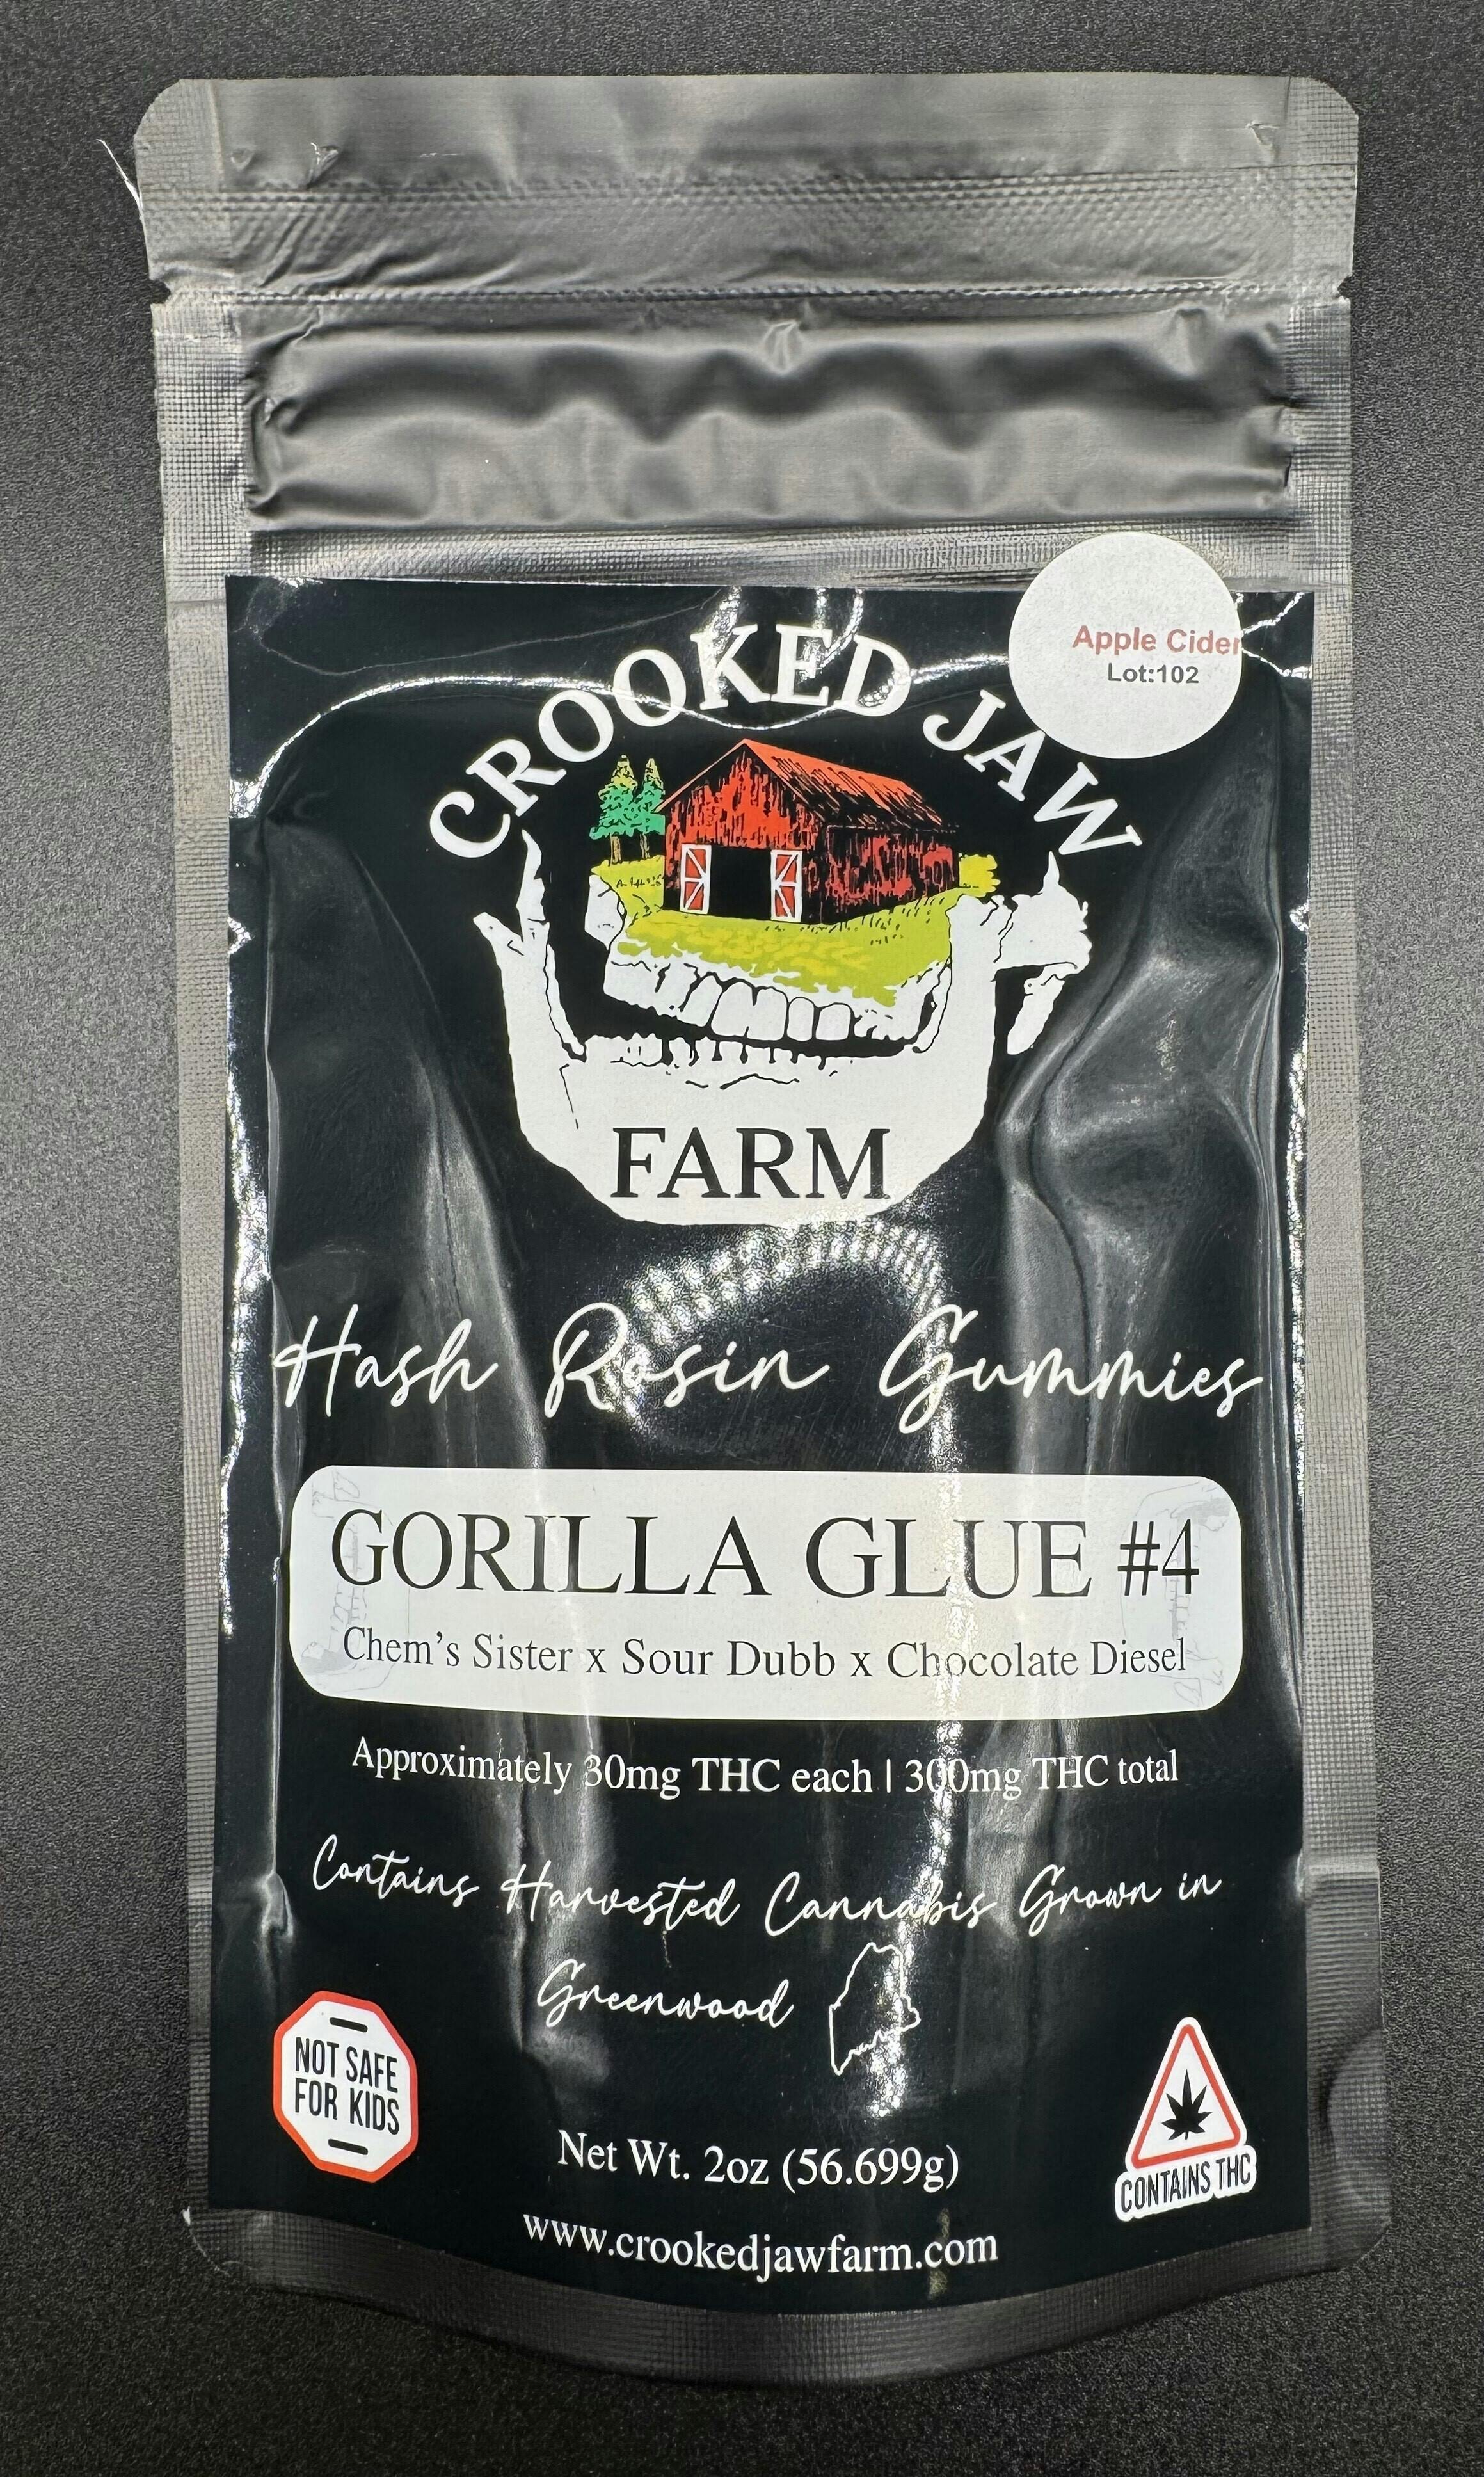 Apple Cider
Lot:102
CROOKED JAW
FARM
Hash Rosin Gummies
GORILLA GLUE #4
Chem's Sister x Sour Dubb x Chocolate Diesel
Approximately 30mg THC each | 300mg THC total
Contains Harvested Cannabis Grown in
Greenwood
NOT SAFE
FOR KIDS
CONTAINS THC
Net Wt. 2oz (56.699g)
www.crookedjawfarm.com